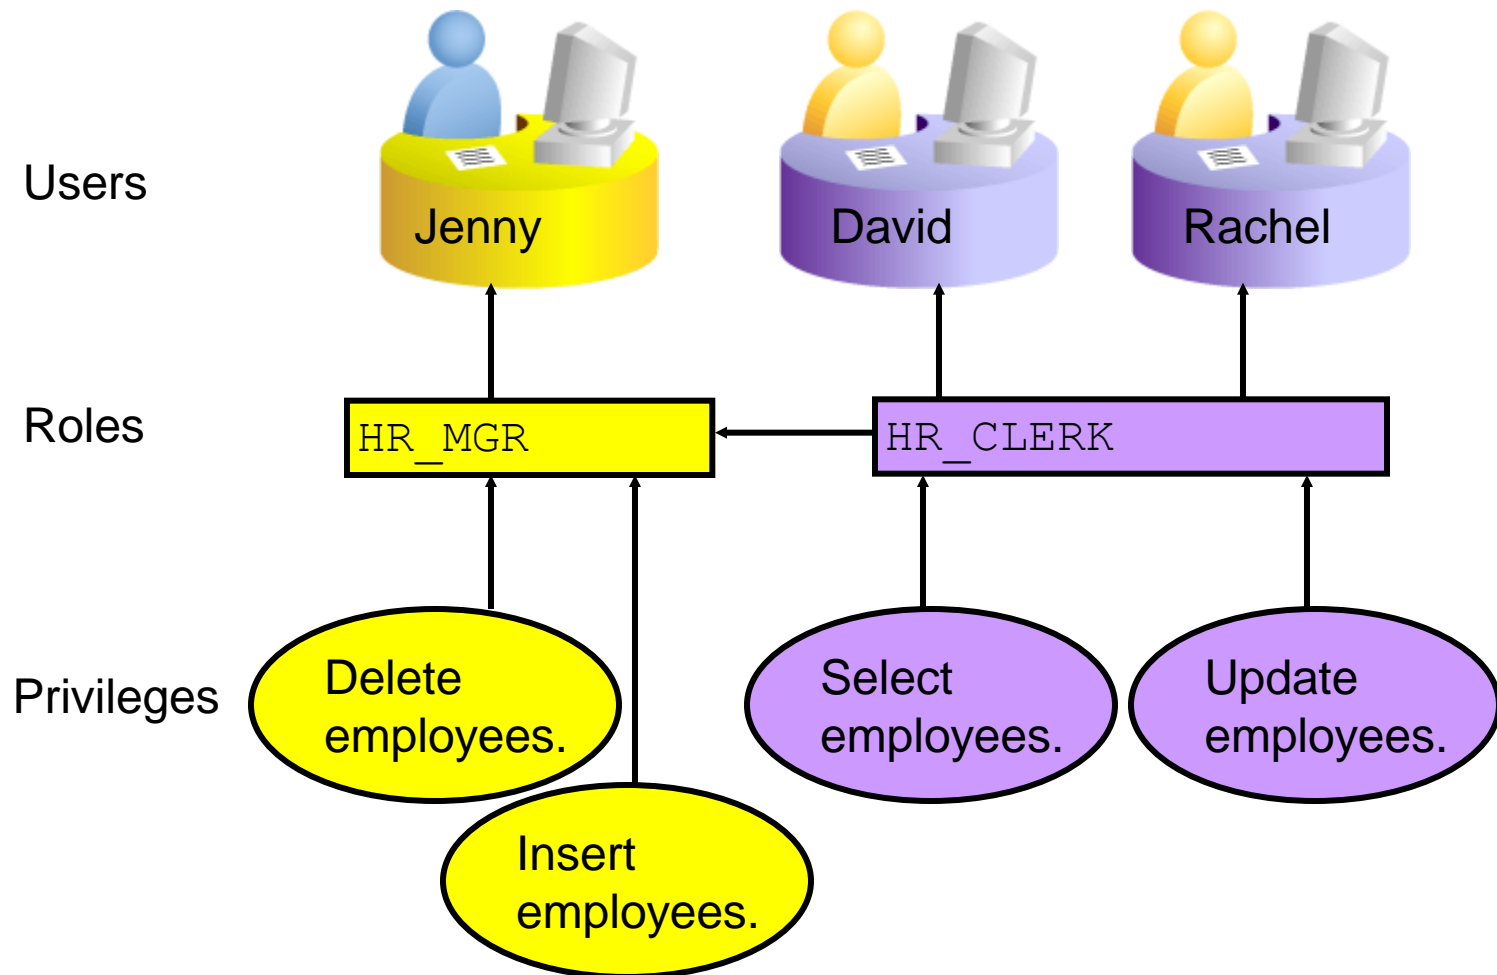 Users
Jenny
David
Rachel
Roles
HR_MGR
HR_CLERK
Privileges
Delete
employees.
Select
employees.
Update
employees.
Insert
employees.